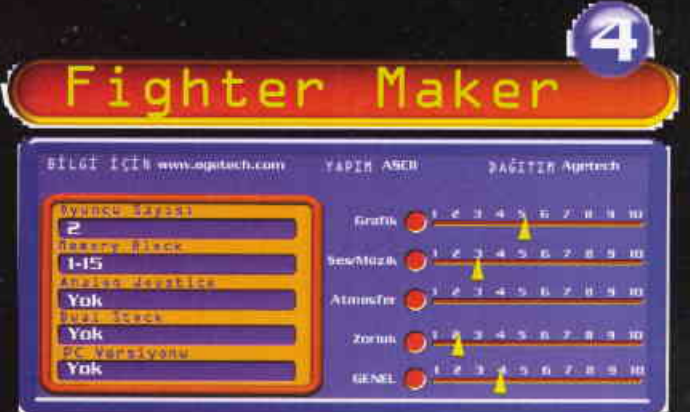 4
Fighter Maker
BİLGİ İÇİN www.agetech.com YAPIM ASCII DAĞITIM Agetech
Oyuncu Sayısı
2
Memory Block
1-15
Analog Joystick
Yok
Dual Shock
Yok
PC Versiyonu
Yok
Grafik 1 2 3 4 5 6 7 8 9 10
Ses/Müzik 1 2 3 4 5 6 7 8 9 10
Atmosfer 1 2 3 4 5 6 7 8 9 10
Zorluk 1 2 3 4 5 6 7 8 9 10
GENEL 1 2 3 4 5 6 7 8 9 10